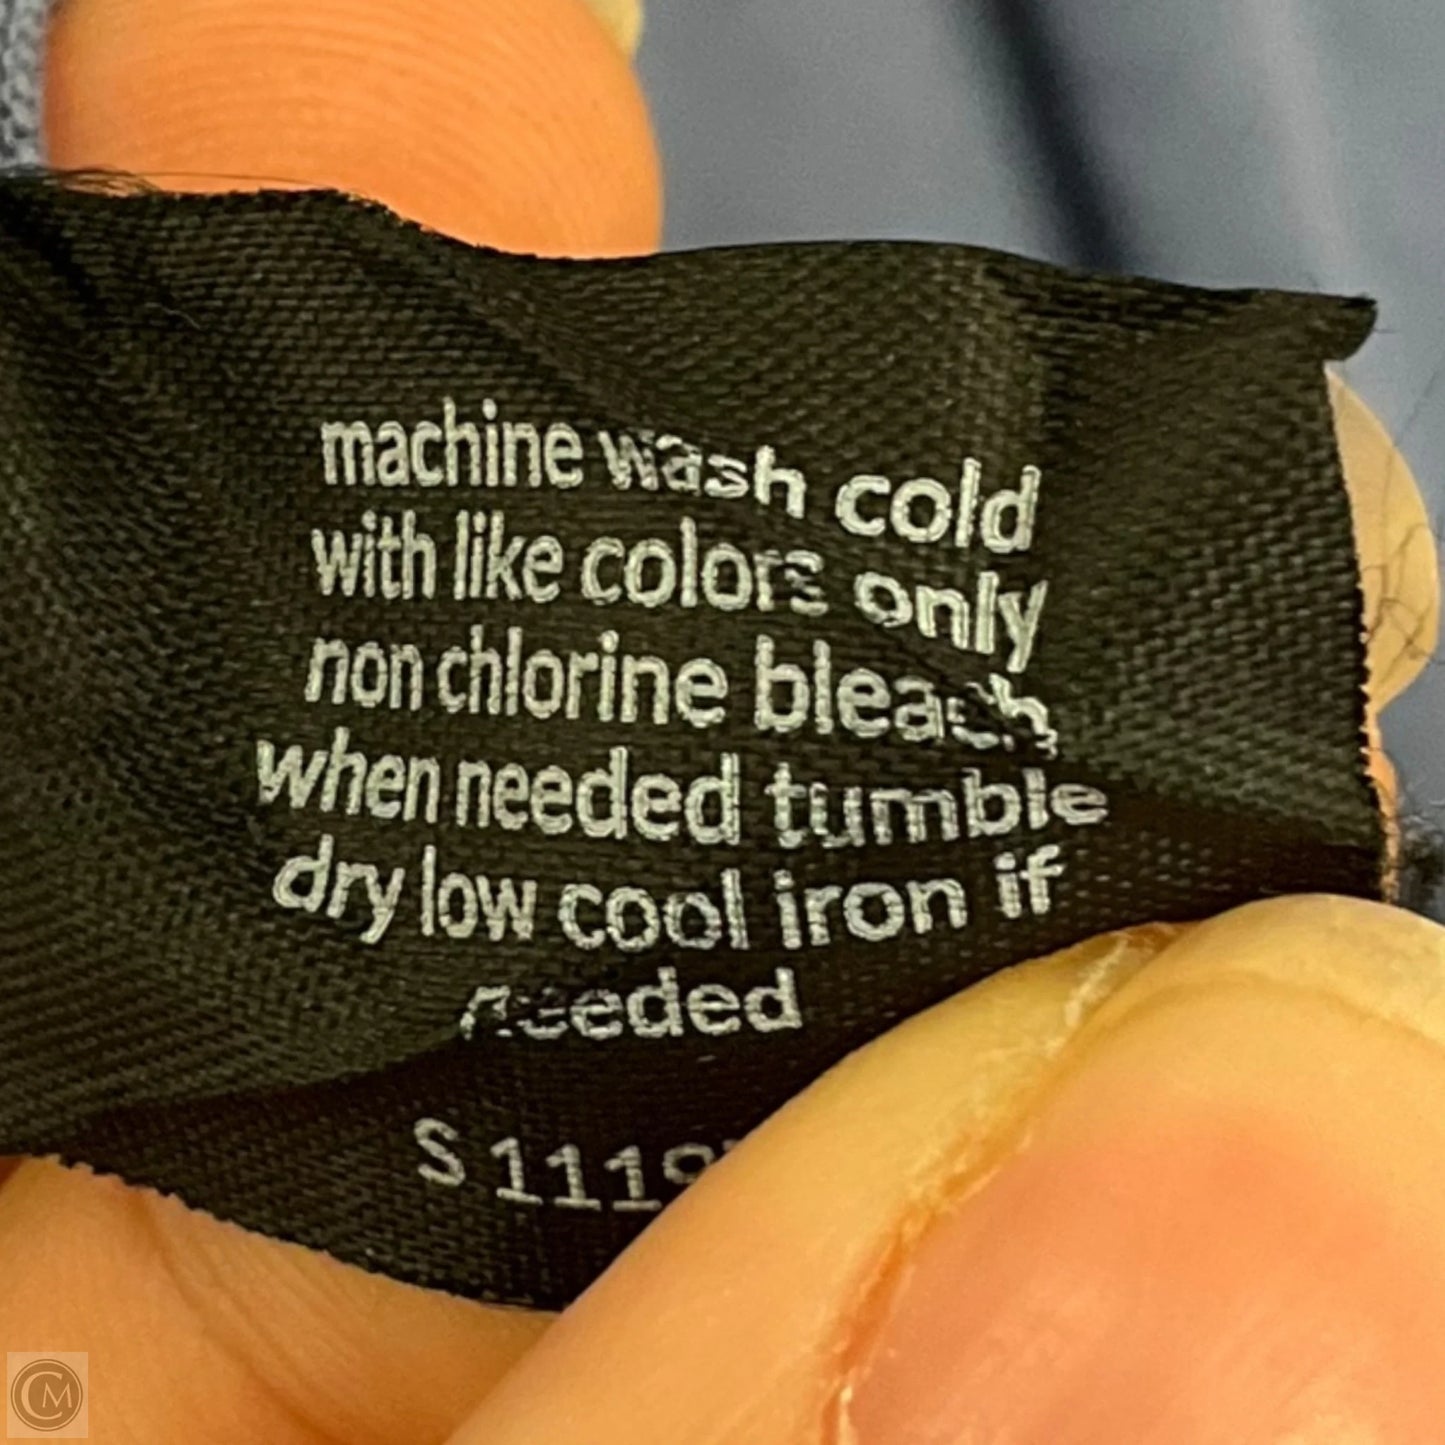 machine wash cold
with like colors only
non chlorine bleach
when needed tumble
dry low cool iron if
needed
S
CM